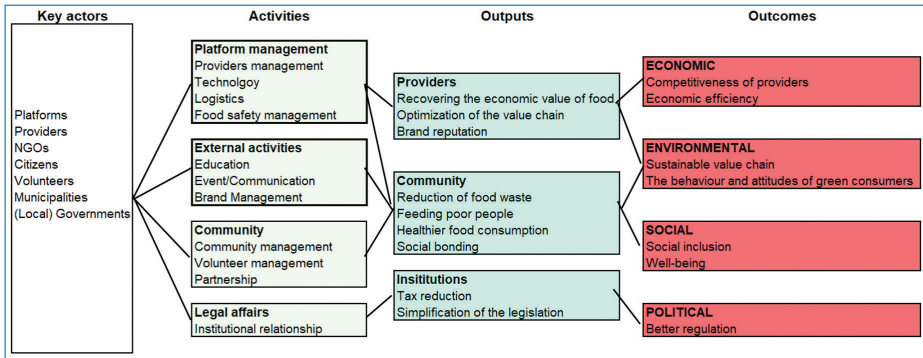 Key actors
Activities
Outputs
Outcomes
Platforms
Providers
NGOs
Citizens
Volunteers
Municipalities
(Local) Governments
Platform management
Providers management
Technolgoy
Logistics
Food safety management
External activities
Education
Event/Communication
Brand Management
Community
Community management
Volunteer management
Partnership
Legal affairs
Institutional relationship
Providers
Recovering the economic value of food
Optimization of the value chain
Brand reputation
Community
Reduction of food waste
Feeding poor people
Healthier food consumption
Social bonding
Insititutions
Tax reduction
Simplification of the legislation
ECONOMIC
Competitiveness of providers
Economic efficiency
ENVIRONMENTAL
Sustainable value chain
The behaviour and attitudes of green consumers
SOCIAL
Social inclusion
Well-being
POLITICAL
Better regulation